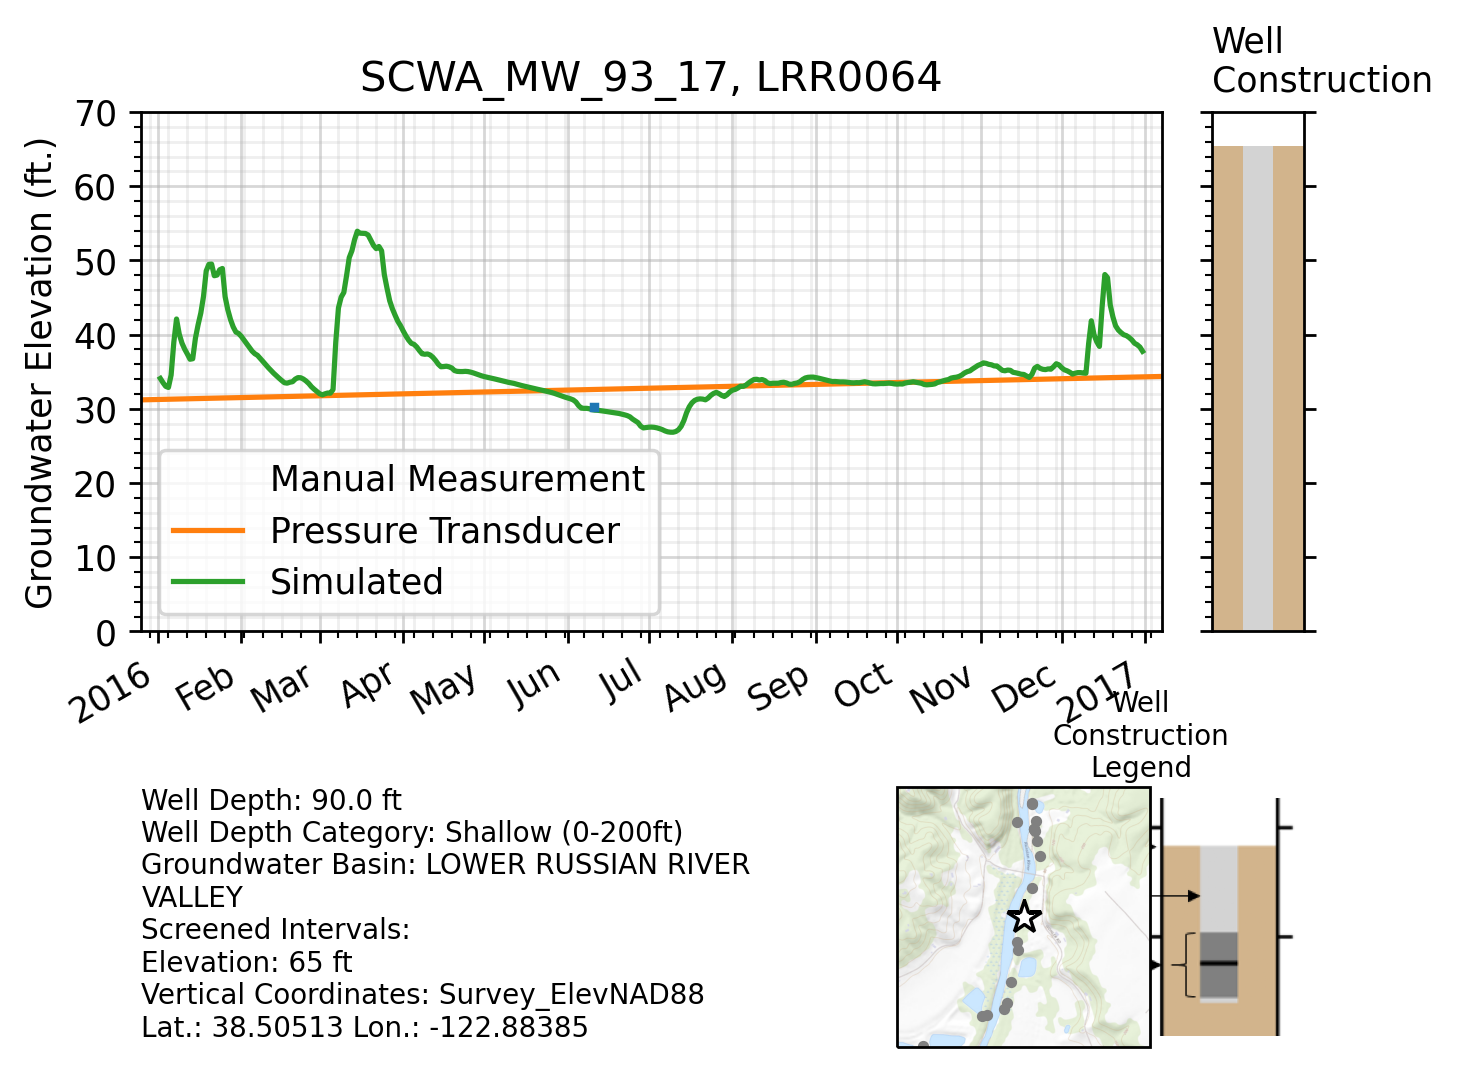 Well
Construction
SCWA_MW_93_17, LRR0064
Groundwater Elevation (ft.)
70
60
50
40
30
20
10
0
Manual Measurement
Pressure Transducer
Simulated
2016
Feb
Mar
Apr
May
Jun
Jul
Aug
Sep
Oct
Nov
Dec
2017
Well
Construction
Legend
Well Depth: 90.0 ft
Well Depth Category: Shallow (0-200ft)
Groundwater Basin: LOWER RUSSIAN RIVER
VALLEY
Screened Intervals:
Elevation: 65 ft
Vertical Coordinates: Survey_ElevNAD88
Lat.: 38.50513 Lon.: -122.88385